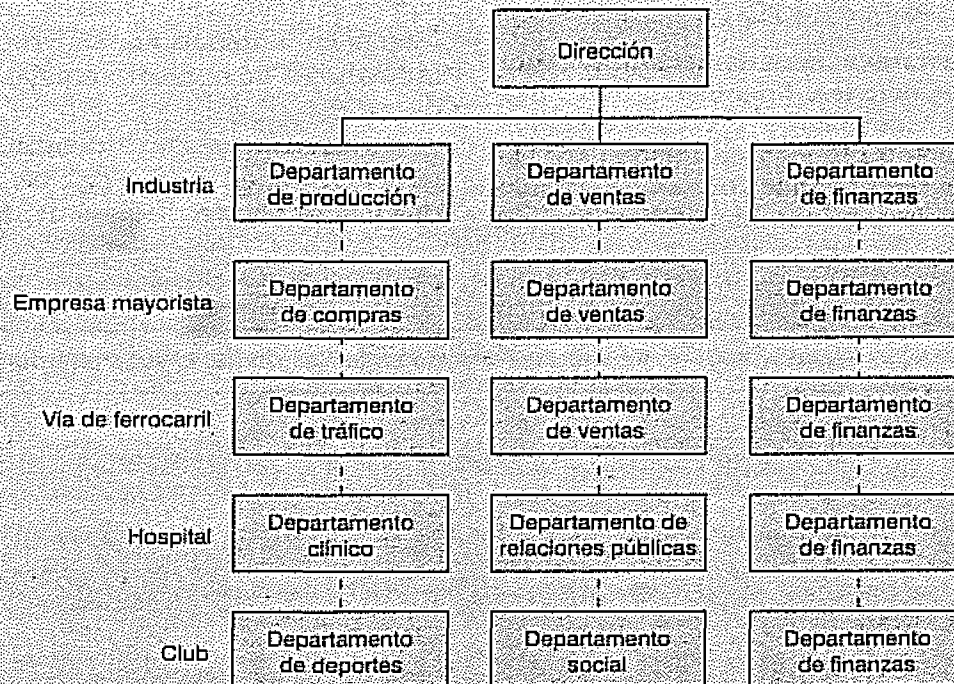 Dirección
Industria
Departamento
de producción
Departamento
de ventas
Departamento
de finanzas
Empresa mayorista
Departamento
de compras
Departamento
de ventas
Departamento
de finanzas
Vía de ferrocarril
Departamento
de tráfico
Departamento
de ventas
Departamento
de finanzas
Hospital
Departamento
clínico
Departamento de
relaciones públicas
Departamento
de finanzas
Club
Departamento
de deportes
Departamento
social
Departamento
de finanzas